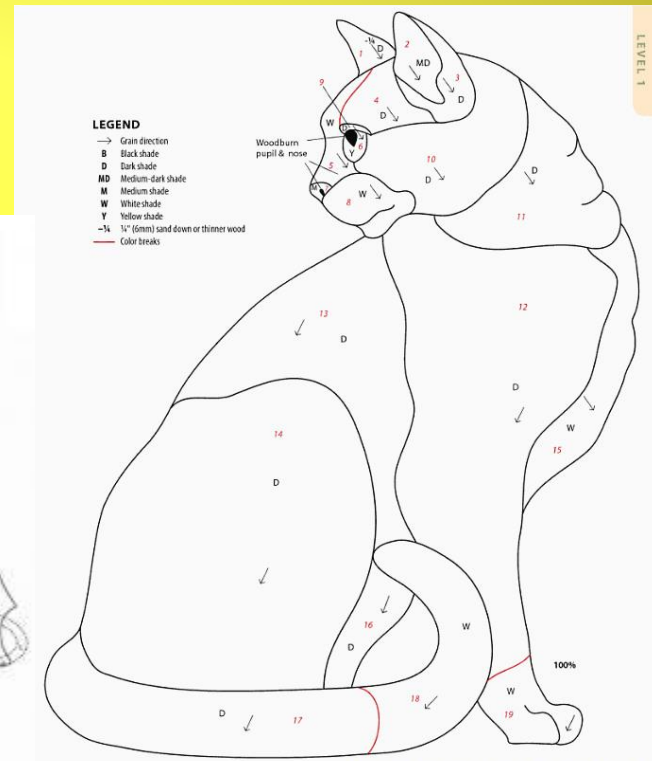 LEVEL 1
LEGEND
→ Grain direction
B Black shade
D Dark shade
MD Medium-dark shade
M Medium shade
W White shade
Y Yellow shade
–¼ ¼" (6mm) sand down or thinner wood
Color breaks
Woodburn
pupil & nose
1
–¼
D
2
MD
3
D
9
4
D
W
D
6
Y
5
M
7
W
8
10
D
D
11
13
D
12
D
W
15
14
D
16
D
W
100%
W
19
18
D
17